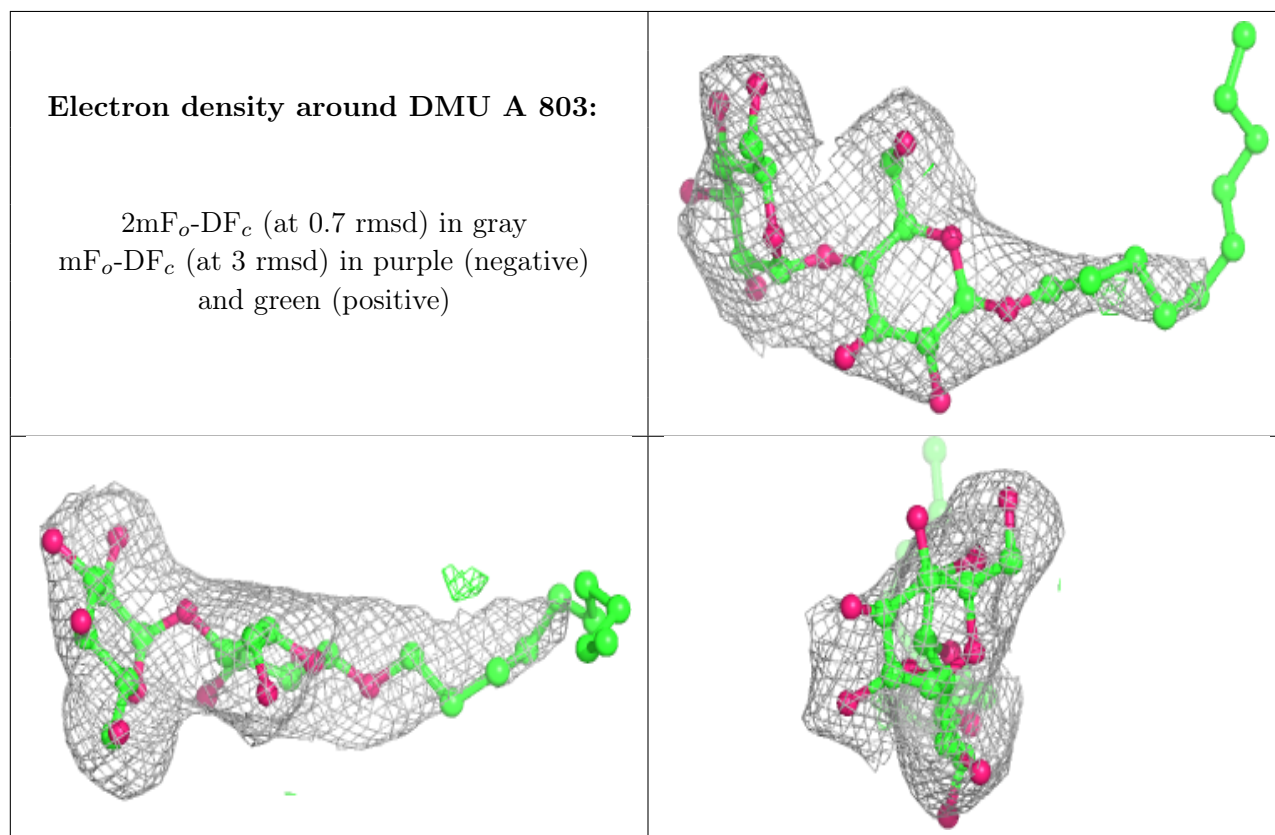 Electron density around DMU A 803:
2mFo-DFc (at 0.7 rmsd) in gray
mFo-DFc (at 3 rmsd) in purple (negative)
and green (positive)